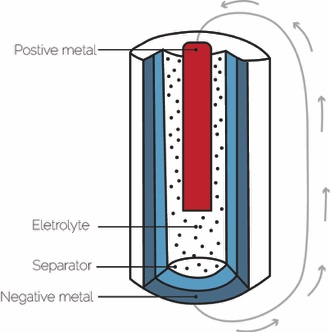 Postive metal
Eletrolyte
Separator
Negative metal